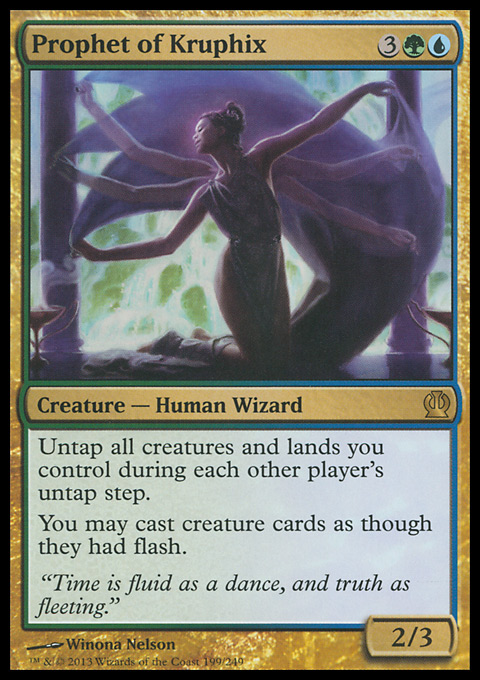 Prophet of Kruphix 3
Creature — Human Wizard
Untap all creatures and lands you
control during each other player's
untap step.
You may cast creature cards as though
they had flash.
“Time is fluid as a dance, and truth as
fleeting.”
2/3
Winona Nelson
™ & © 2013 Wizards of the Coast 199/249